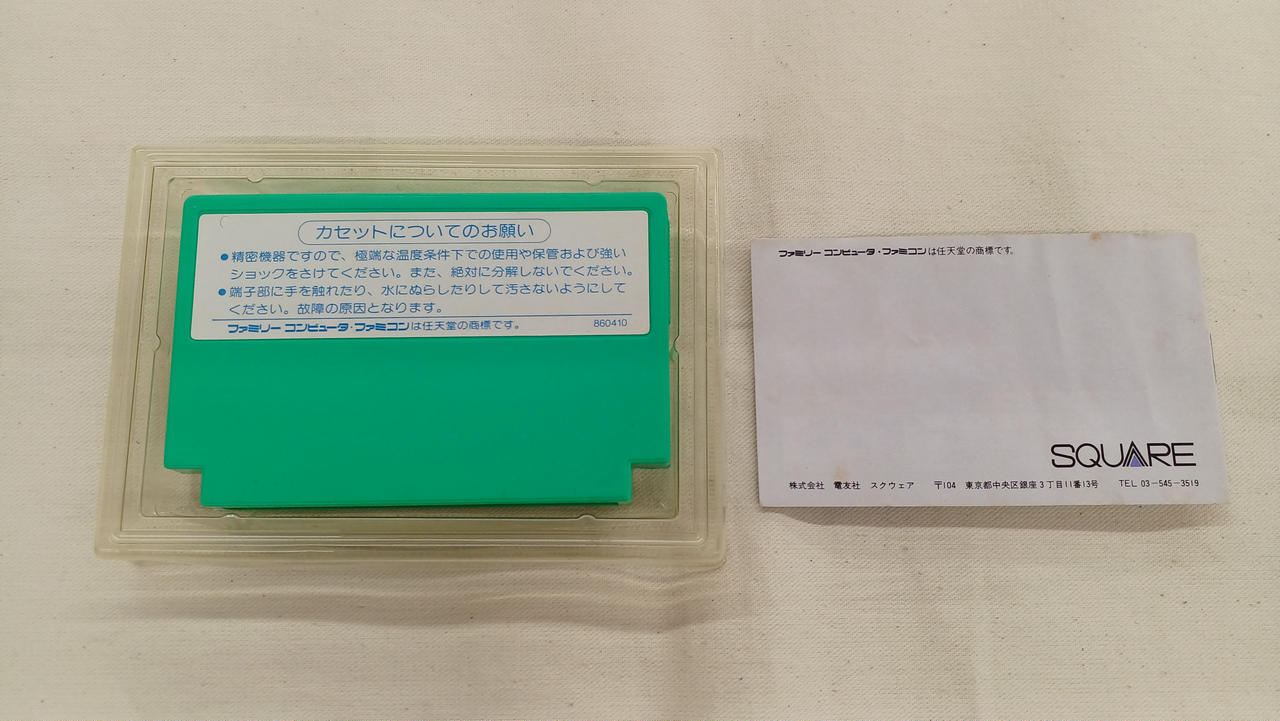 カセットについてのお願い
●精密機器ですので、極端な温度条件下での使用や保管および強い
ショックをさけてください。また、絶対に分解しないでください。
●端子部に手を触れたり、水にぬらしたりして汚さないようにして
ください。故障の原因となります。
ファミリー コンピュータ・ファミコンは任天堂の商標です。 860410
ファミリー コンピュータ・ファミコンは任天堂の商標です。
SQUARE
株式会社 電友社 スクウェア 〒104 東京都中央区銀座3丁目11番13号 TEL 03-545-3519